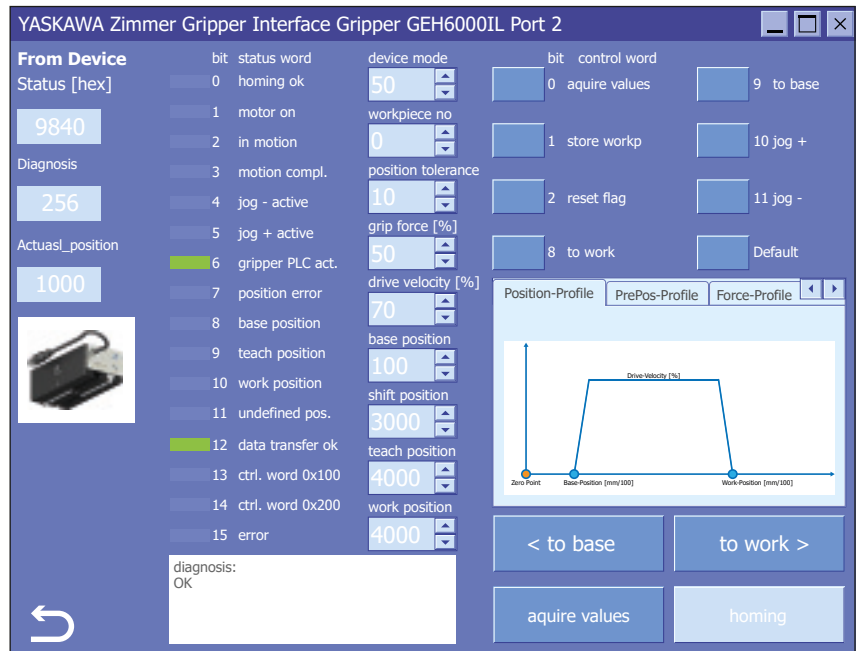 YASKAWA Zimmer Gripper Interface Gripper GEH6000IL Port 2
From Device
Status [hex]
9840
Diagnosis
256
Actuasl_position
1000
bit status word
0 homing ok
1 motor on
2 in motion
3 motion compl.
4 jog - active
5 jog + active
6 gripper PLC act.
7 position error
8 base position
9 teach position
10 work position
11 undefined pos.
12 data transfer ok
13 ctrl. word 0x100
14 ctrl. word 0x200
15 error
diagnosis:
OK
device mode
50
workpiece no
0
position tolerance
10
grip force [%]
50
drive velocity [%]
70
base position
100
shift position
3000
teach position
4000
work position
4000
bit control word
0 aquire values
1 store workp
2 reset flag
8 to work
9 to base
10 jog +
11 jog -
Default
Position-Profile PrePos-Profile Force-Profile
Drive-Velocity [%]
Zero Point Base-Position [mm/100] Work-Position [mm/100]
< to base to work >
aquire values homing